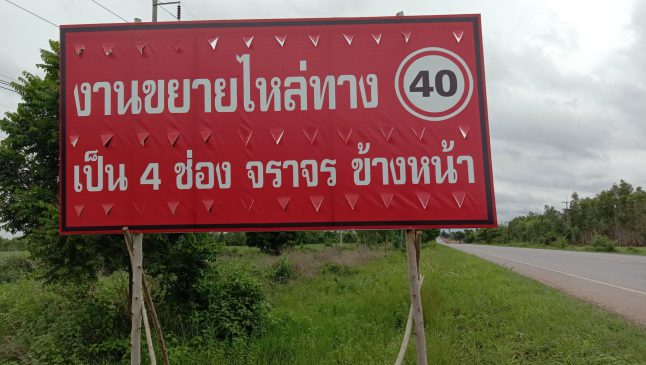 งานขยายไหล่ทาง 40
เป็น 4 ช่อง จราจร ข้างหน้า